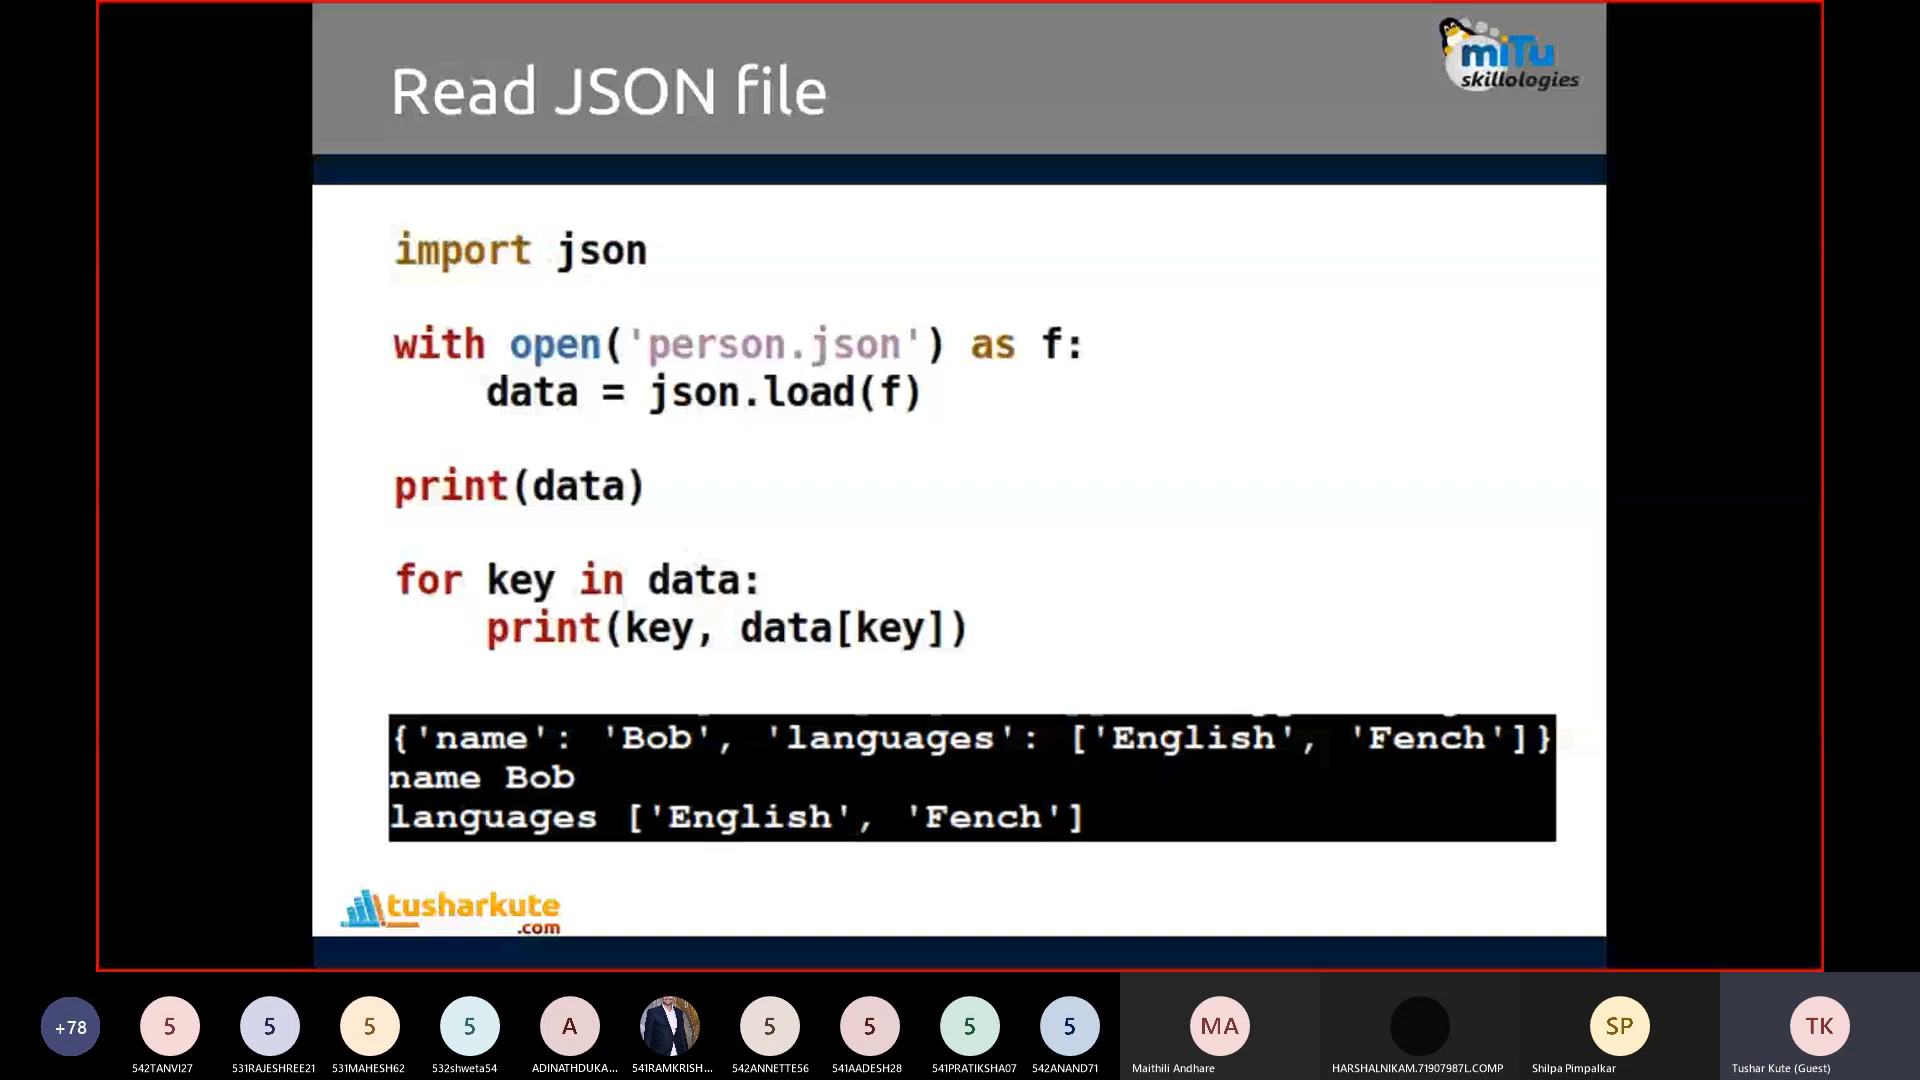 miTu
skillologies
Read JSON file
import json
with open('person.json') as f:
data = json.load(f)
print(data)
for key in data:
print(key, data[key])
{'name': 'Bob', 'languages': ['English', 'Fench']}
name Bob
languages ['English', 'Fench']
tusharkute
.com
+78
5
5
5
5
A
5
5
5
5
MA
SP
TK
542TANVI27
531RAJESHREE21
531MAHESH62
532shweta54
ADINATHDUKA...
541RAMKRISH...
542ANNETTE56
541AADESH28
541PRATIKSHA07
542ANAND71
Maithili Andhare
HARSHALNIKAM.71907987L.COMP
Shilpa Pimpalkar
Tushar Kute (Guest)